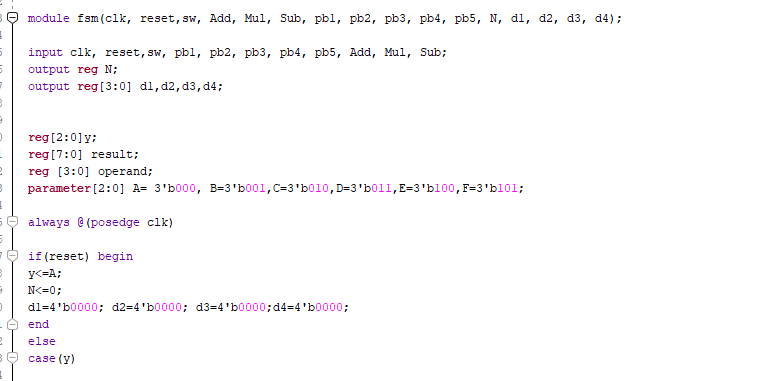 module fsm(clk, reset,sw, Add, Mul, Sub, pb1, pb2, pb3, pb4, pb5, N, d1, d2, d3, d4);
input clk, reset,sw, pb1, pb2, pb3, pb4, pb5, Add, Mul, Sub;
output reg N;
output reg[3:0] d1,d2,d3,d4;
reg[2:0]y;
reg[7:0] result;
reg [3:0] operand;
parameter[2:0] A= 3'b000, B=3'b001,C=3'b010,D=3'b011,E=3'b100,F=3'b101;
always @(posedge clk)
if(reset) begin
y<=A;
N<=0;
d1=4'b0000; d2=4'b0000; d3=4'b0000;d4=4'b0000;
end
else
case(y)